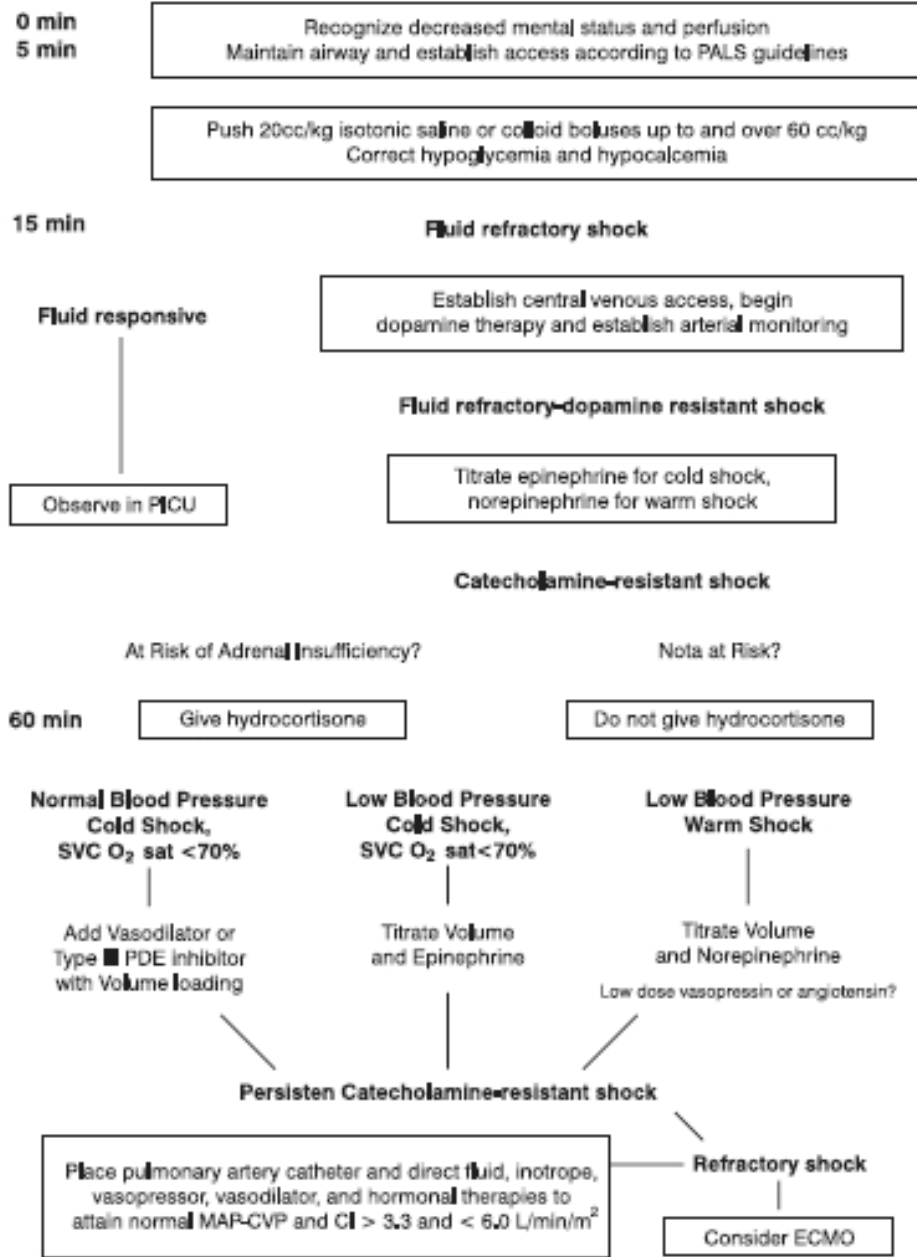 0 min
5 min
Recognize decreased mental status and perfusion
Maintain airway and establish access according to PALS guidelines
Push 20cc/kg isotonic saline or colloid boluses up to and over 60 cc/kg
Correct hypoglycemia and hypocalcemia
15 min
Fluid refractory shock
Fluid responsive
Establish central venous access, begin
dopamine therapy and establish arterial monitoring
Fluid refractory-dopamine resistant shock
Observe in PICU
Titrate epinephrine for cold shock,
norepinephrine for warm shock
Catecholamine-resistant shock
At Risk of Adrenal Insufficiency?
Nota at Risk?
60 min
Give hydrocortisone
Do not give hydrocortisone
Normal Blood Pressure
Cold Shock,
SVC O₂ sat <70%
Low Blood Pressure
Cold Shock,
SVC O₂ sat<70%
Low Blood Pressure
Warm Shock
Add Vasodilator or
Type PDE inhibitor
with Volume loading
Titrate Volume
and Epinephrine
Titrate Volume
and Norepinephrine
Low dose vasopressin or angiotensin?
Persisten Catecholamine-resistant shock
Place pulmonary artery catheter and direct fluid, inotrope,
vasopressor, vasodilator, and hormonal therapies to
attain normal MAP-CVP and CI > 3.3 and < 6.0 L/min/m²
Refractory shock
Consider ECMO